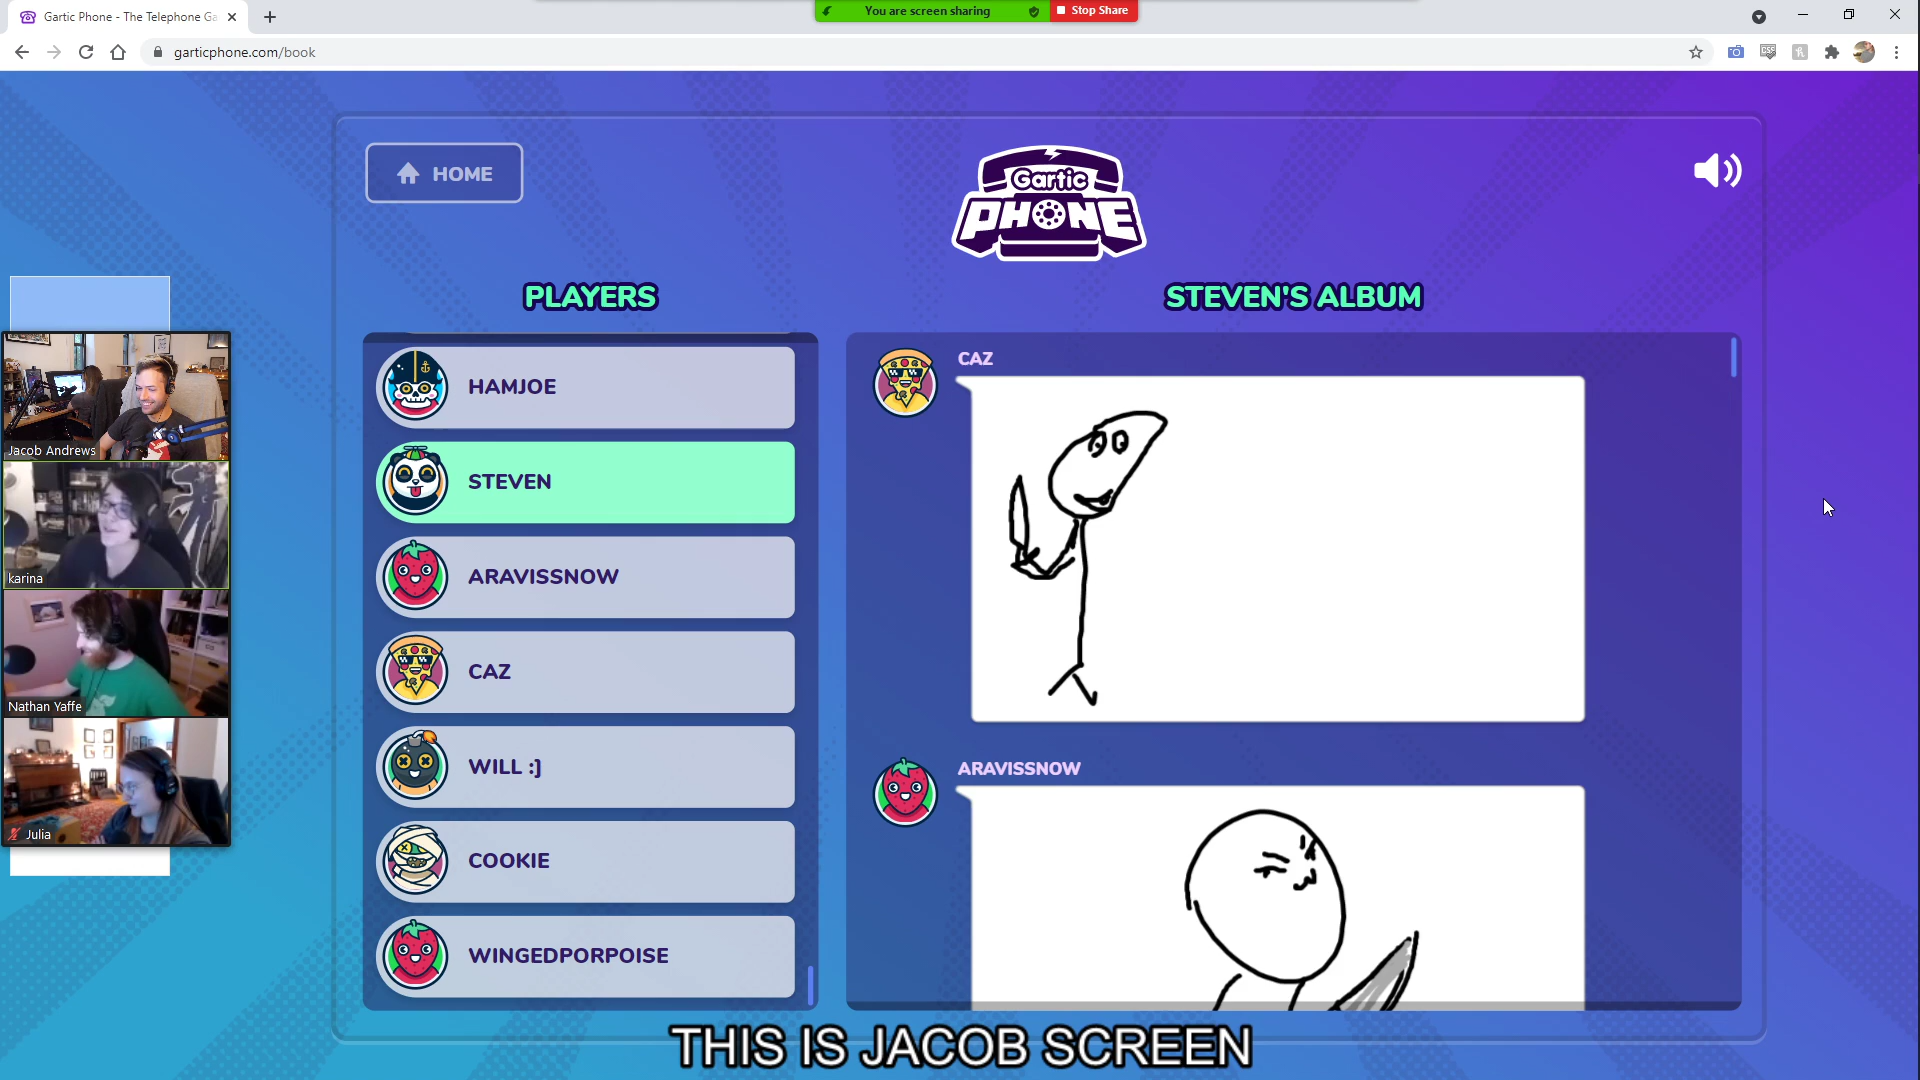 Gartic Phone - The Telephone Ga
You are screen sharing
Stop Share
garticphone.com/book
HOME
Gartic
PHONE
PLAYERS
STEVEN'S ALBUM
HAMJOE
STEVEN
ARAVISSNOW
CAZ
WILL :]
COOKIE
WINGEDPORPOISE
CAZ
ARAVISSNOW
Jacob Andrews
karina
Nathan Yaffe
Julia
THIS IS JACOB SCREEN